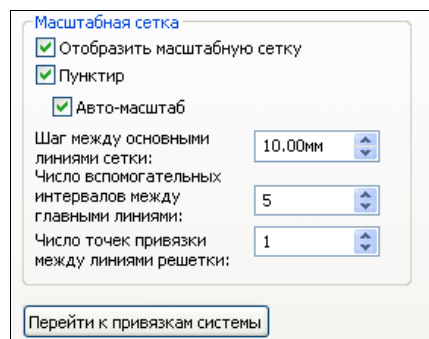 Масштабная сетка
Отобразить масштабную сетку
Пунктир
Авто-масштаб
Шаг между основными
линиями сетки:
10.00мм
Число вспомогательных
интервалов между
главными линиями:
5
Число точек привязки
между линиями решетки:
1
Перейти к привязкам системы